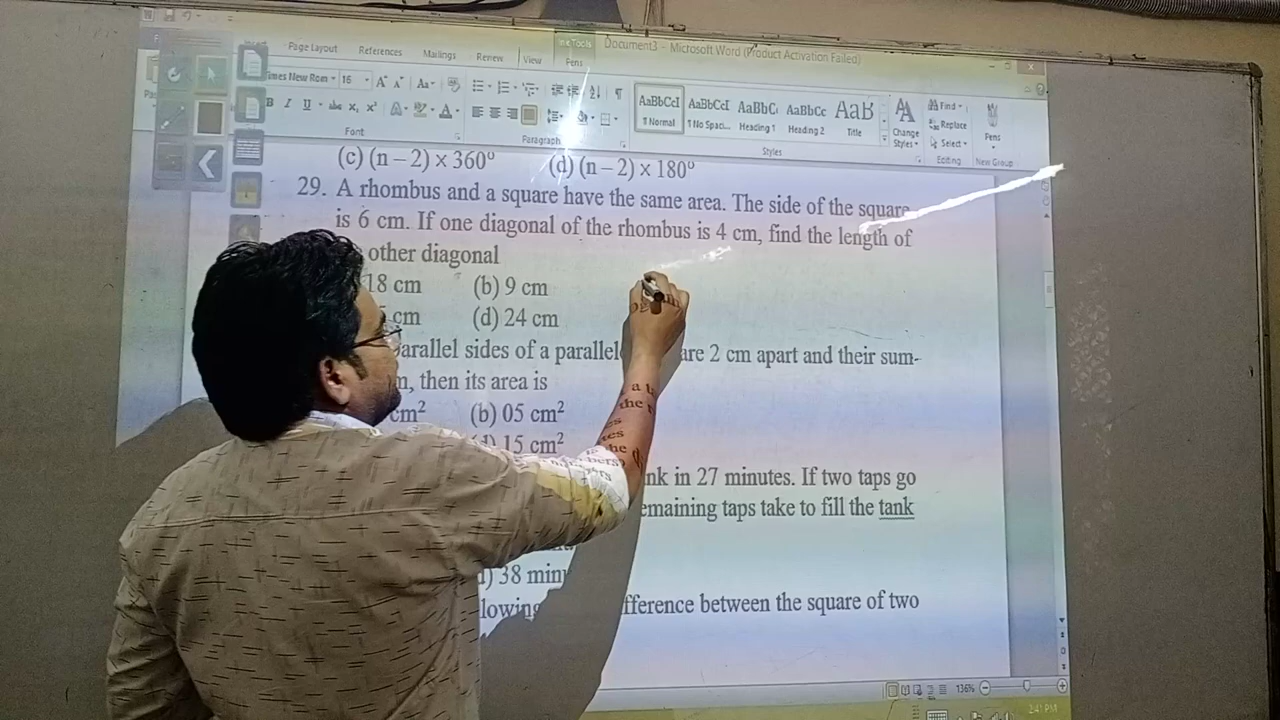 Page Layout References Mailings Review View Pens
Document3 - Microsoft Word (Product Activation Failed)
Times New Rom 16
AaBbCcI AaBbCcI AaBbC AaBbCc AaB
¶ Normal ¶ No Spaci... Heading 1 Heading 2 Title Change Styles
Find Replace Select Pens
Font Paragraph Styles Editing New Group
(c) (n – 2) × 360° (d) (n – 2) × 180°
29. A rhombus and a square have the same area. The side of the square
is 6 cm. If one diagonal of the rhombus is 4 cm, find the length of
other diagonal
18 cm (b) 9 cm
cm (d) 24 cm
parallel sides of a are 2 cm apart and their sum-
then its area is
cm² (b) 05 cm²
(d) 15 cm²
in 27 minutes. If two taps go
taps take to fill the tank
38
between the square of two
136%
2:41 PM